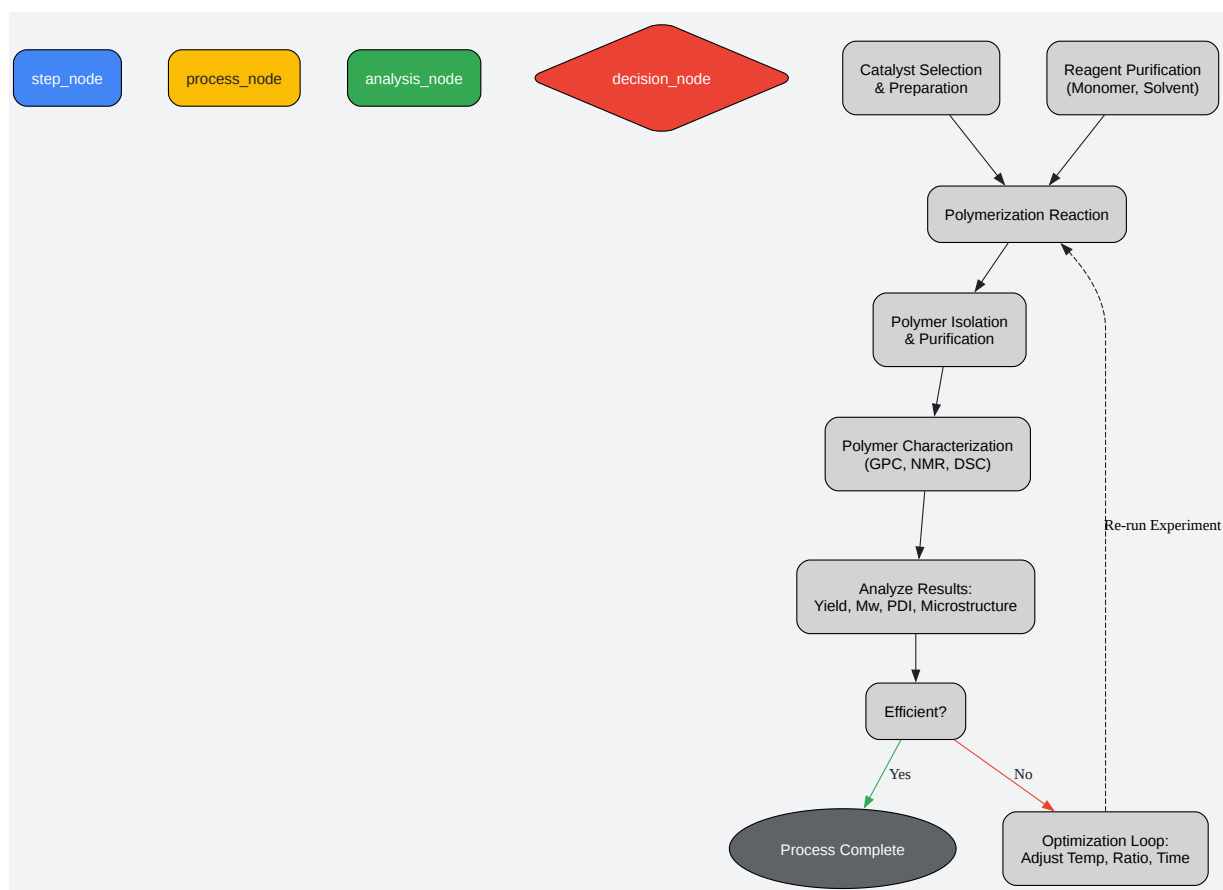 step_node
process_node
analysis_node
decision_node
Catalyst Selection
& Preparation
Reagent Purification
(Monomer, Solvent)
Polymerization Reaction
Polymer Isolation
& Purification
Polymer Characterization
(GPC, NMR, DSC)
Re-run Experiment
Analyze Results:
Yield, Mw, PDI, Microstructure
Efficient?
Yes
No
Process Complete
Optimization Loop:
Adjust Temp, Ratio, Time